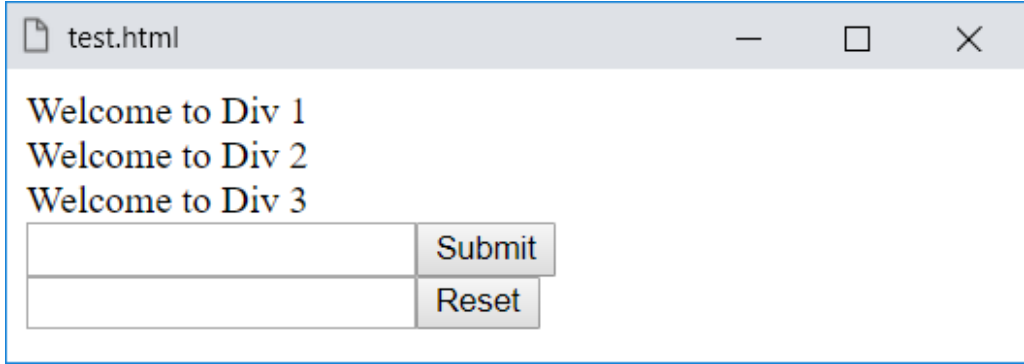 test.html
Welcome to Div 1
Welcome to Div 2
Welcome to Div 3
Submit
Reset